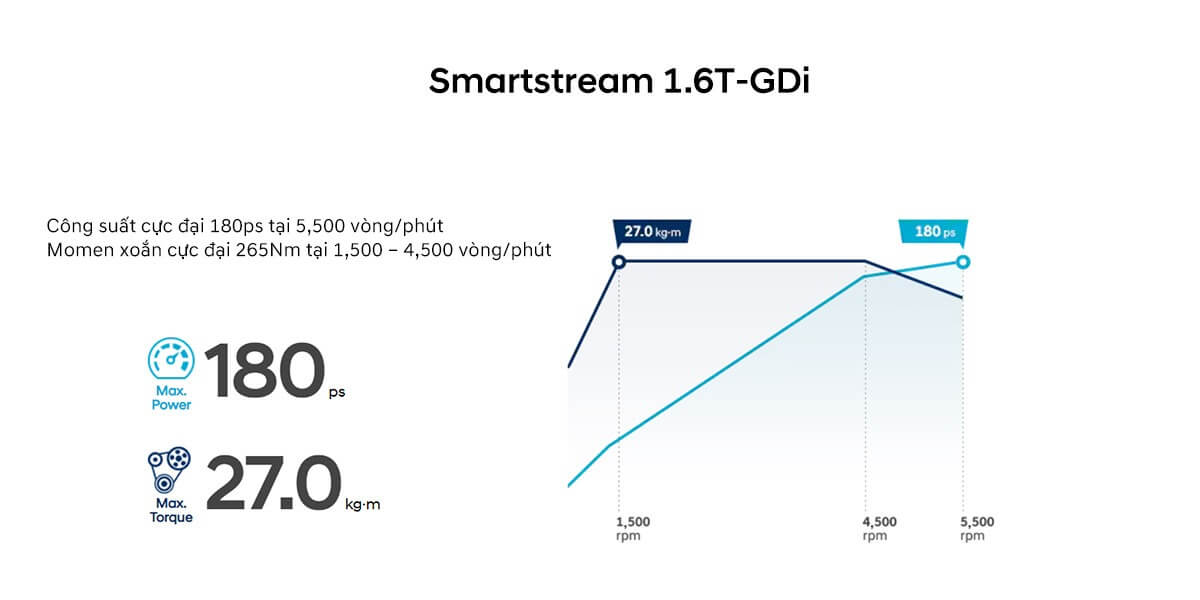 Smartstream 1.6T-GDi
Công suất cực đại 180ps tại 5,500 vòng/phút
Momen xoắn cực đại 265Nm tại 1,500 – 4,500 vòng/phút
Max.
Power
180 ps
Max.
Torque
27.0 kg·m
27.0 kg·m
180 ps
1,500
rpm
4,500
rpm
5,500
rpm